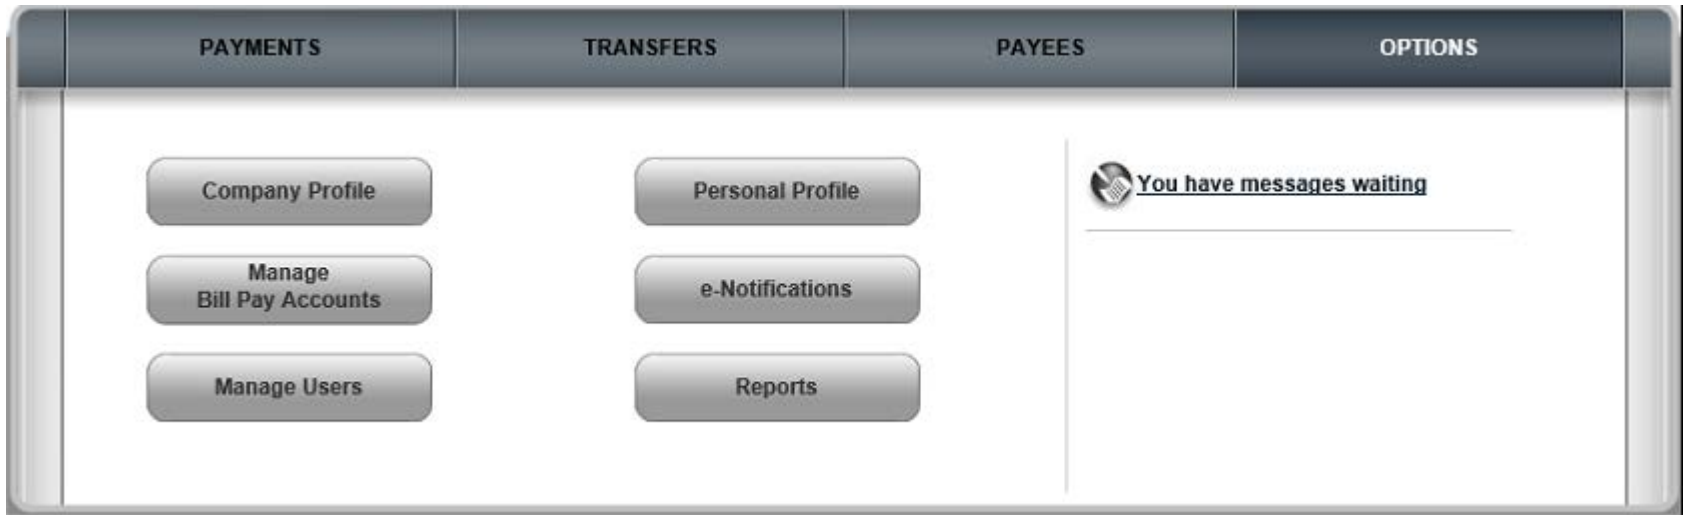 PAYMENTS
TRANSFERS
PAYEES
OPTIONS
Company Profile
Personal Profile
You have messages waiting
Manage
Bill Pay Accounts
e-Notifications
Manage Users
Reports